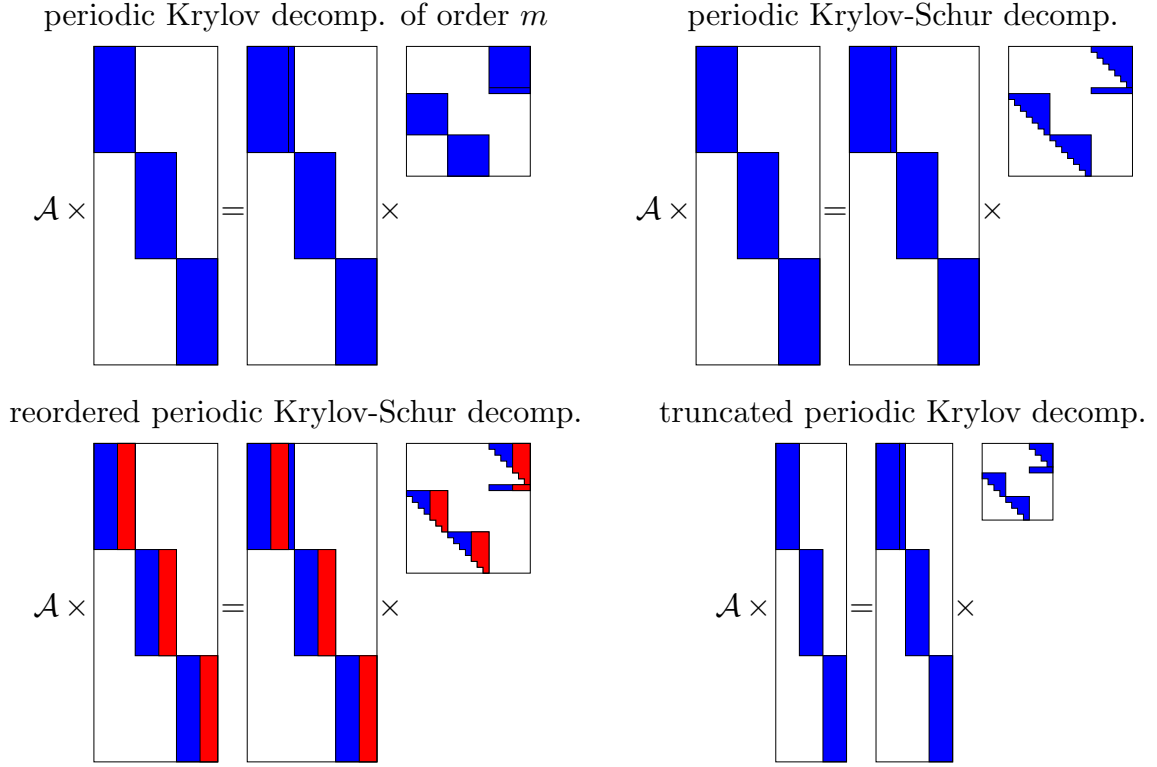 periodic Krylov decomp. of order m
periodic Krylov-Schur decomp.
𝒜 × = ×
𝒜 × = ×
reordered periodic Krylov-Schur decomp.
truncated periodic Krylov decomp.
𝒜 × = ×
𝒜 × = ×